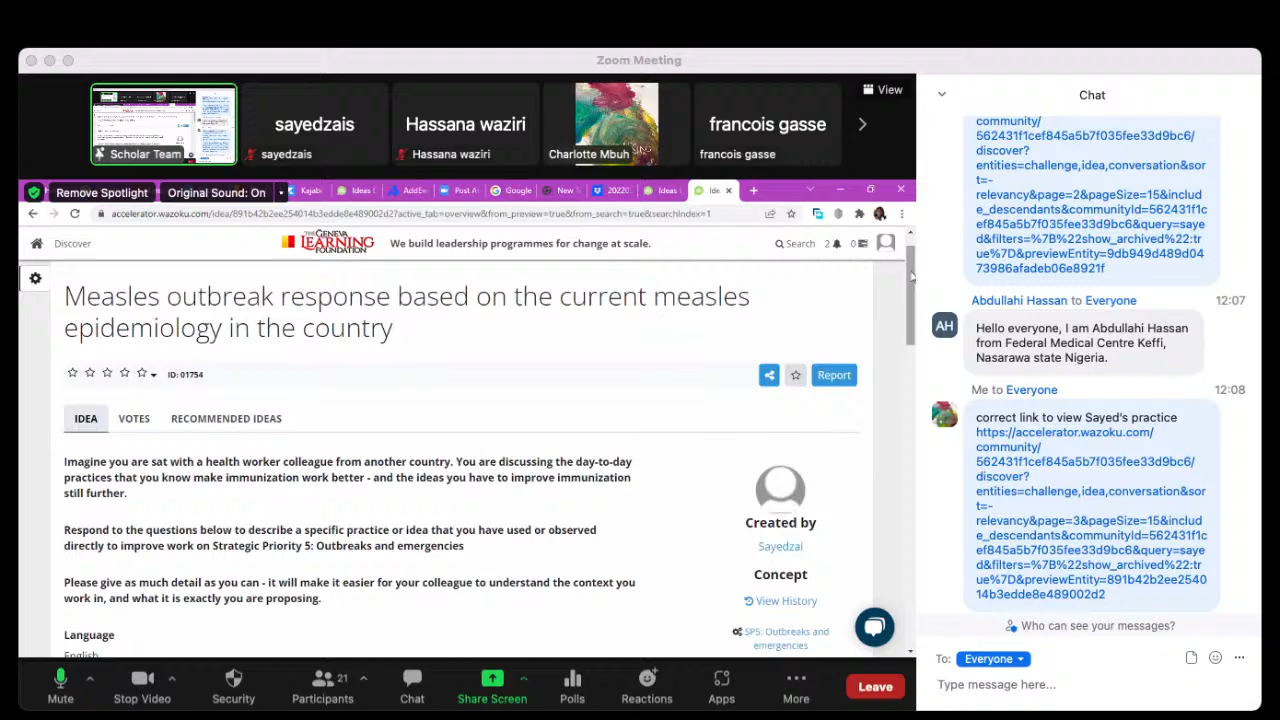 Zoom Meeting
View
sayedzais
Hassana waziri
francois gasse
Scholar Team
sayedzais
Hassana waziri
Charlotte Mbuh
francois gasse
Remove Spotlight
Original Sound: On
Kajab
Ideas
AddE
Post A
Google
New T
20220
Ideas
Ide
accelerator.wazoku.com/idea/891b42b2ee254014b3edde8e489002d2?active_tab=overview&from_preview=true&from_search=true&searchIndex=1
Discover
THE GENEVA
LEARNING
FOUNDATION
We build leadership programmes for change at scale.
Search
2
0
Measles outbreak response based on the current measles
epidemiology in the country
ID: 01754
Report
IDEA
VOTES
RECOMMENDED IDEAS
Imagine you are sat with a health worker colleague from another country. You are discussing the day-to-day
practices that you know make immunization work better - and the ideas you have to improve immunization
still further.
Respond to the questions below to describe a specific practice or idea that you have used or observed
directly to improve work on Strategic Priority 5: Outbreaks and emergencies
Please give as much detail as you can - it will make it easier for your colleague to understand the context you
work in, and what it is exactly you are proposing.
Language
English
Created by
Sayedzai
Concept
View History
SP5: Outbreaks and
emergencies
Mute
Stop Video
Security
21
Participants
Chat
Share Screen
Polls
Reactions
Apps
More
Leave
Chat
community/
562431f1cef845a5b7f035fee33d9bc6/
discover?
entities=challenge,idea,conversation&sor
t=-
relevancy&page=2&pageSize=15&includ
e_descendants&communityId=562431f1c
ef845a5b7f035fee33d9bc6&query=saye
d&filters=%7B%22show_archived%22:tr
ue%7D&previewEntity=9db949d489d04
73986afadeb06e8921f
Abdullahi Hassan to Everyone
12:07
AH
Hello everyone, I am Abdullahi Hassan
from Federal Medical Centre Keffi,
Nasarawa state Nigeria.
Me to Everyone
12:08
correct link to view Sayed's practice
https://accelerator.wazoku.com/
community/
562431f1cef845a5b7f035fee33d9bc6/
discover?
entities=challenge,idea,conversation&sor
t=-
relevancy&page=3&pageSize=15&includ
e_descendants&communityId=562431f1c
ef845a5b7f035fee33d9bc6&query=saye
d&filters=%7B%22show_archived%22:tr
ue%7D&previewEntity=891b42b2ee2540
14b3edde8e489002d2
Who can see your messages?
To:
Everyone
Type message here...